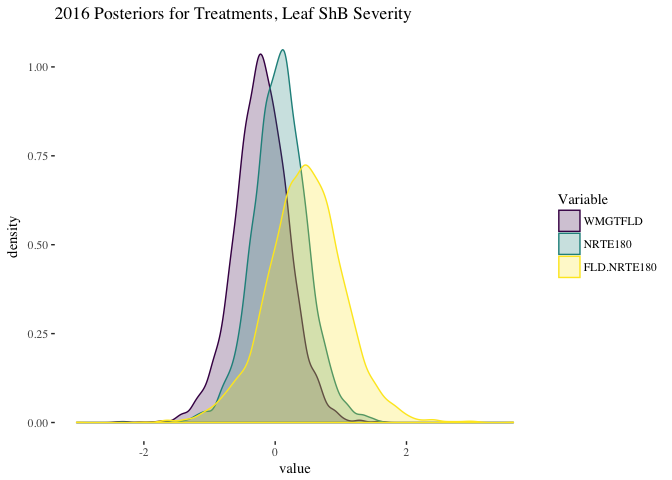 2016 Posteriors for Treatments, Leaf ShB Severity
1.00
0.75
0.50
0.25
0.00
density
-2
0
2
value
Variable
WMGTFLD
NRTE180
FLD.NRTE180